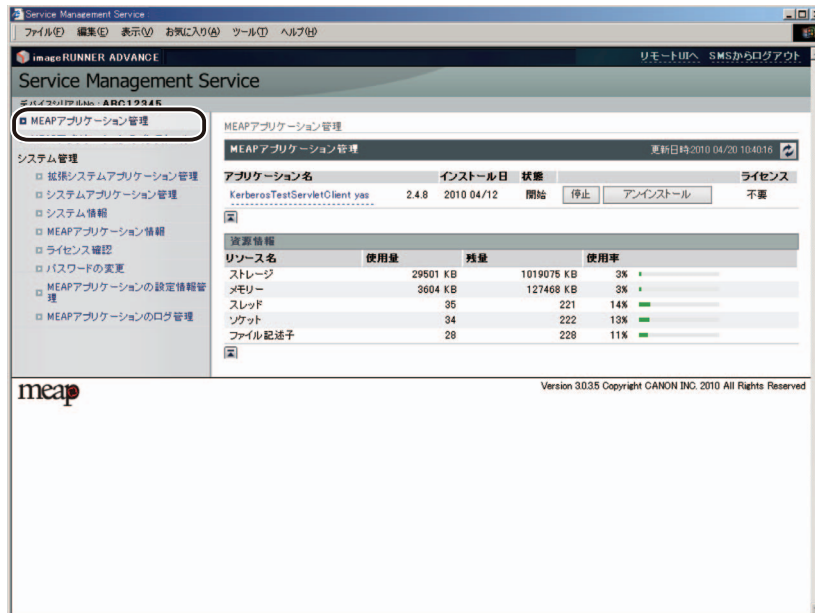 Service Management Service
ファイル(F) 編集(E) 表示(V) お気に入り(A) ツール(T) ヘルプ(H)
imageRUNNER ADVANCE
リモートUIへ SMSからログアウト
Service Management Service
デバイスシリアルNo : ABC12345
MEAPアプリケーション管理
システム管理
拡張システムアプリケーション管理
システムアプリケーション管理
システム情報
MEAPアプリケーション情報
ライセンス確認
パスワードの変更
MEAPアプリケーションの設定情報管
理
MEAPアプリケーションのログ管理
MEAPアプリケーション管理
MEAPアプリケーション管理 更新日時:2010 04/20 10:40:16
アプリケーション名 インストール日 状態 ライセンス
KerberosTestServletClient yas 2.4.8 2010 04/12 開始 停止 アンインストール 不要
資源情報
リソース名 使用量 残量 使用率
ストレージ 29501 KB 1019075 KB 3%
メモリー 3604 KB 127468 KB 3%
スレッド 35 221 14%
ソケット 34 222 13%
ファイル記述子 28 228 11%
meap
Version 3.0.35 Copyright CANON INC. 2010 All Rights Reserved